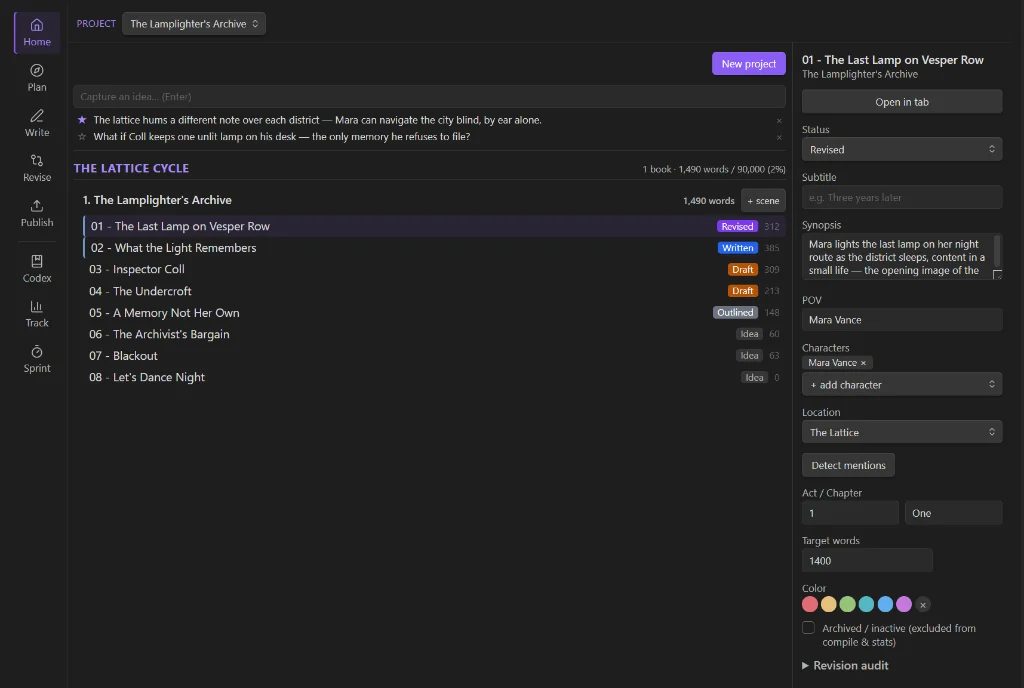 Home
Plan
Write
Revise
Publish
Codex
Track
Sprint
PROJECT The Lamplighter's Archive
New project
Capture an idea... (Enter)
★ The lattice hums a different note over each district — Mara can navigate the city blind, by ear alone. ×
☆ What if Coll keeps one unlit lamp on his desk — the only memory he refuses to file? ×
THE LATTICE CYCLE 1 book · 1,490 words / 90,000 (2%)
1. The Lamplighter's Archive 1,490 words + scene
01 - The Last Lamp on Vesper Row Revised 312
02 - What the Light Remembers Written 385
03 - Inspector Coll Draft 309
04 - The Undercroft Draft 213
05 - A Memory Not Her Own Outlined 148
06 - The Archivist's Bargain Idea 60
07 - Blackout Idea 63
08 - Let's Dance Night Idea 0
01 - The Last Lamp on Vesper Row
The Lamplighter's Archive
Open in tab
Status
Revised
Subtitle
e.g. Three years later
Synopsis
Mara lights the last lamp on her night
route as the district sleeps, content in a
small life — the opening image of the
POV
Mara Vance
Characters
Mara Vance ×
+ add character
Location
The Lattice
Detect mentions
Act / Chapter
1 One
Target words
1400
Color
×
Archived / inactive (excluded from
compile & stats)
▶ Revision audit